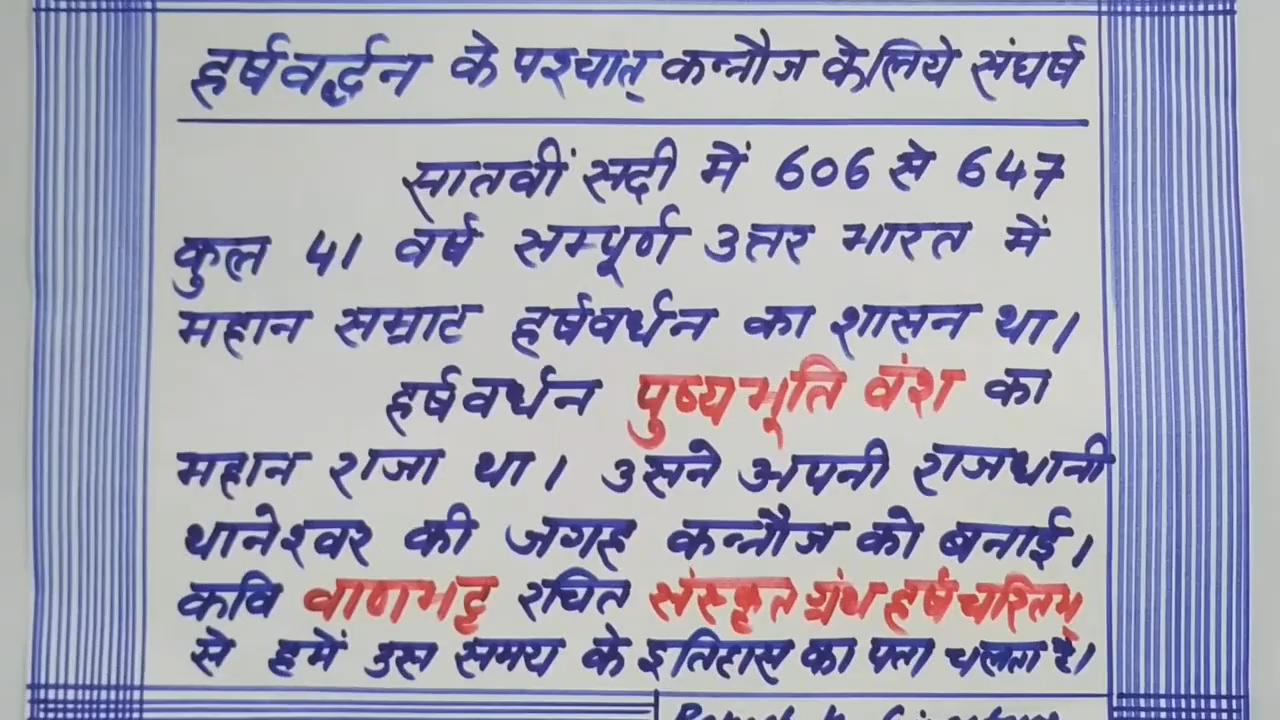 हर्षवर्द्धन के पश्चात् कन्नौज के लिये संघर्ष
सातवीं सदी में 606 से 647
कुल 41 वर्ष सम्पूर्ण उत्तर भारत में
महान सम्राट हर्षवर्धन का शासन था।
हर्षवर्धन पुष्यभूति वंश का
महान राजा था। उसने अपनी राजधानी
थानेश्वर की जगह कन्नौज को बनाई।
कवि वाणभट्ट रचित संस्कृत ग्रंथ हर्ष चरितम्
से हमें उस समय के इतिहास का पता चलता है।